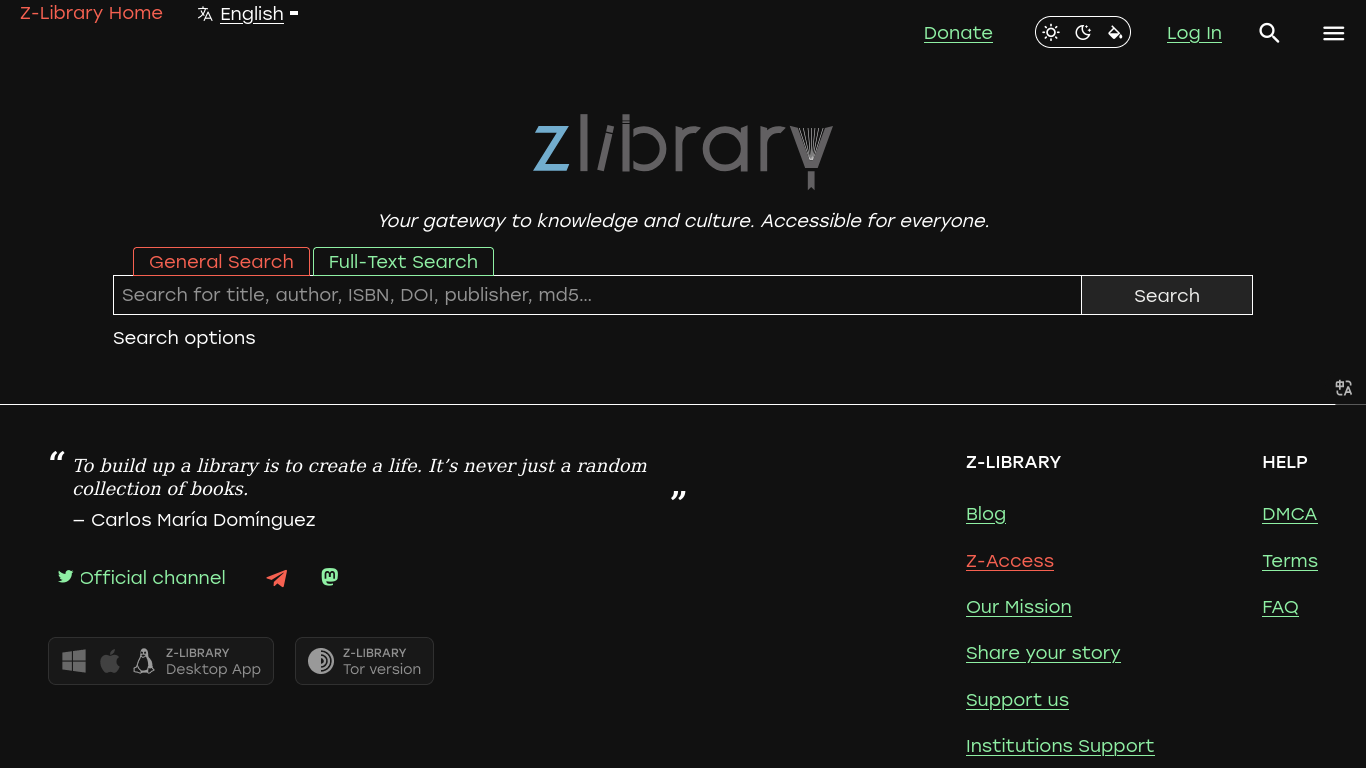 Z-Library Home
English
Donate
Log In
zlibrary
Your gateway to knowledge and culture. Accessible for everyone.
General Search
Full-Text Search
Search for title, author, ISBN, DOI, publisher, md5...
Search
Search options
“ To build up a library is to create a life. It’s never just a random
collection of books. ”
— Carlos María Domínguez
Official channel
Z-LIBRARY
Desktop App
Z-LIBRARY
Tor version
Z-LIBRARY
Blog
Z-Access
Our Mission
Share your story
Support us
Institutions Support
HELP
DMCA
Terms
FAQ